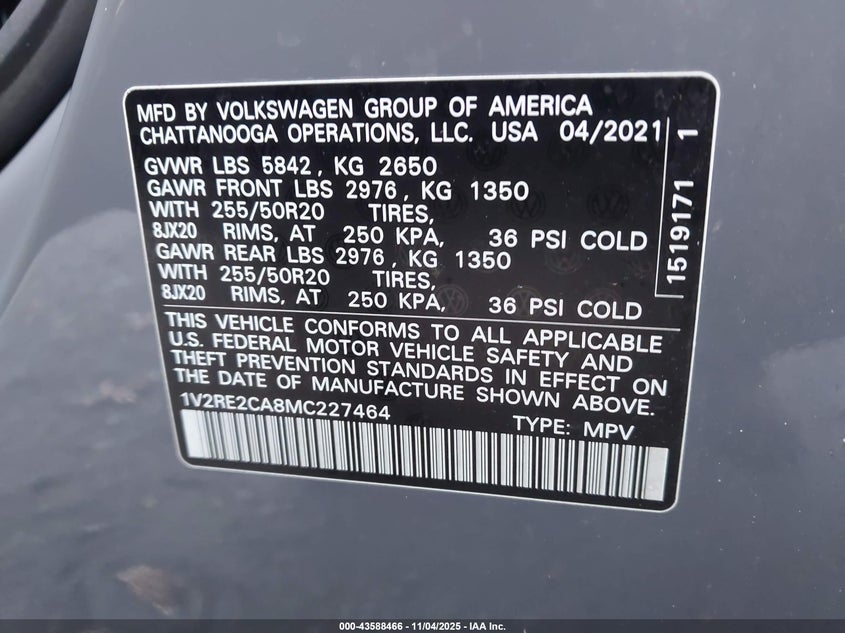 MFD BY VOLKSWAGEN GROUP OF AMERICA
CHATTANOOGA OPERATIONS, LLC. USA 04/2021
GVWR LBS 5842, KG 2650
GAWR FRONT LBS 2976, KG 1350
WITH 255/50R20 TIRES,
8JX20 RIMS, AT 250 KPA, 36 PSI COLD
GAWR REAR LBS 2976, KG 1350
WITH 255/50R20 TIRES,
8JX20 RIMS, AT 250 KPA, 36 PSI COLD
THIS VEHICLE CONFORMS TO ALL APPLICABLE
U.S. FEDERAL MOTOR VEHICLE SAFETY AND
THEFT PREVENTION STANDARDS IN EFFECT ON
THE DATE OF MANUFACTURE SHOWN ABOVE.
1V2RE2CA8MC227464 TYPE: MPV
1519171 1
000-43588466 - 11/04/2025 - IAA Inc.